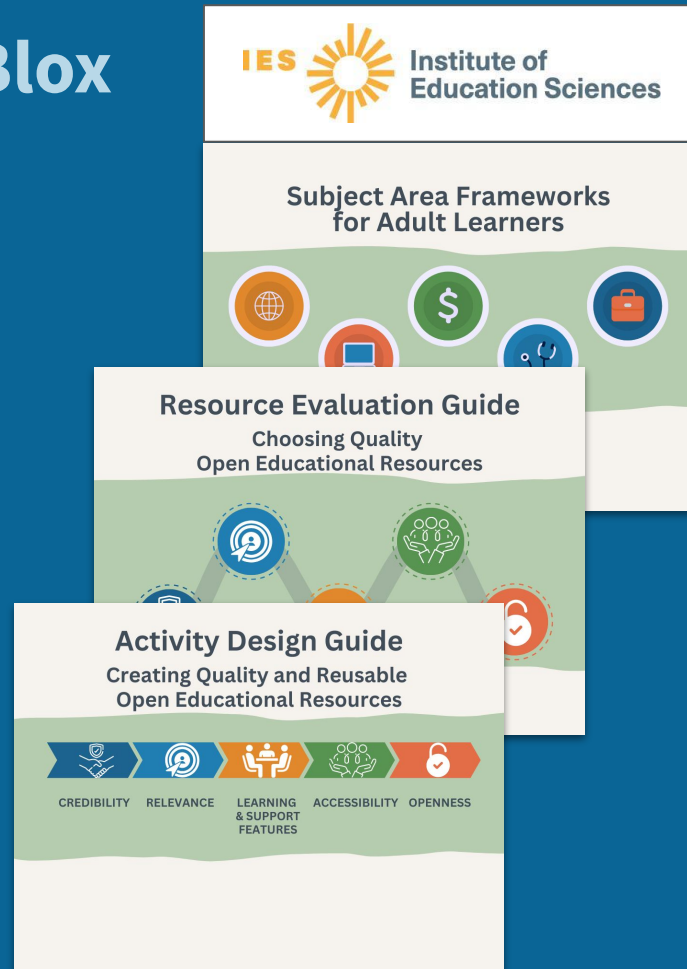 Blox
IES
Institute of
Education Sciences
Subject Area Frameworks
for Adult Learners
$
Resource Evaluation Guide
Choosing Quality
Open Educational Resources
Activity Design Guide
Creating Quality and Reusable
Open Educational Resources
CREDIBILITY
RELEVANCE
LEARNING
& SUPPORT
FEATURES
ACCESSIBILITY
OPENNESS